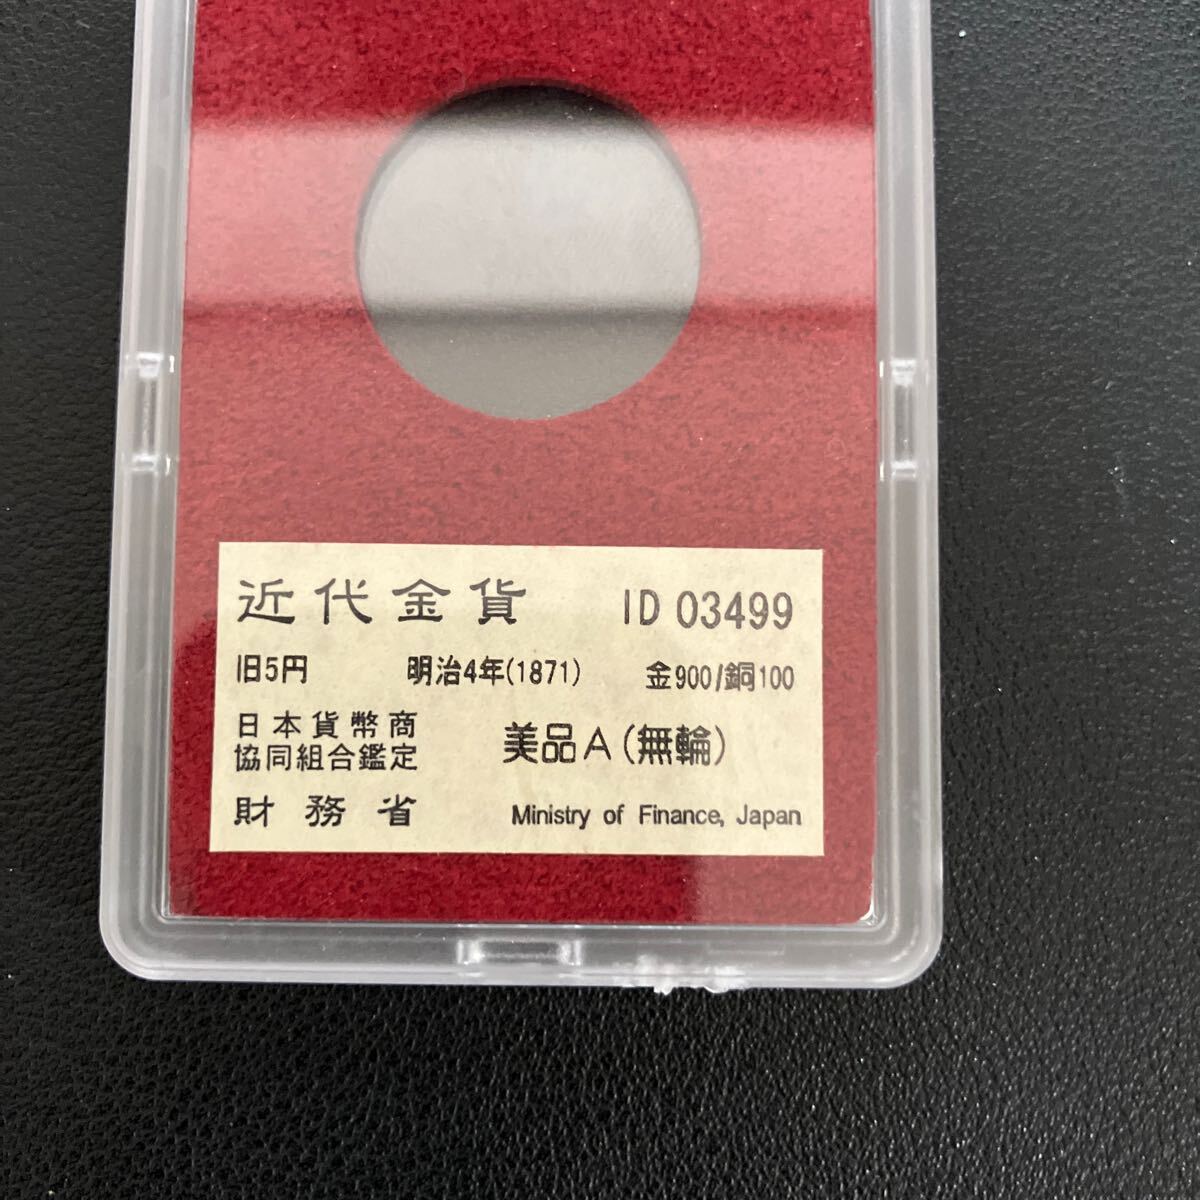 近代金貨 ID 03499
旧5円 明治4年(1871) 金900/銅100
日本貨幣商
協同組合鑑定 美品A(無輪)
財務省 Ministry of Finance, Japan